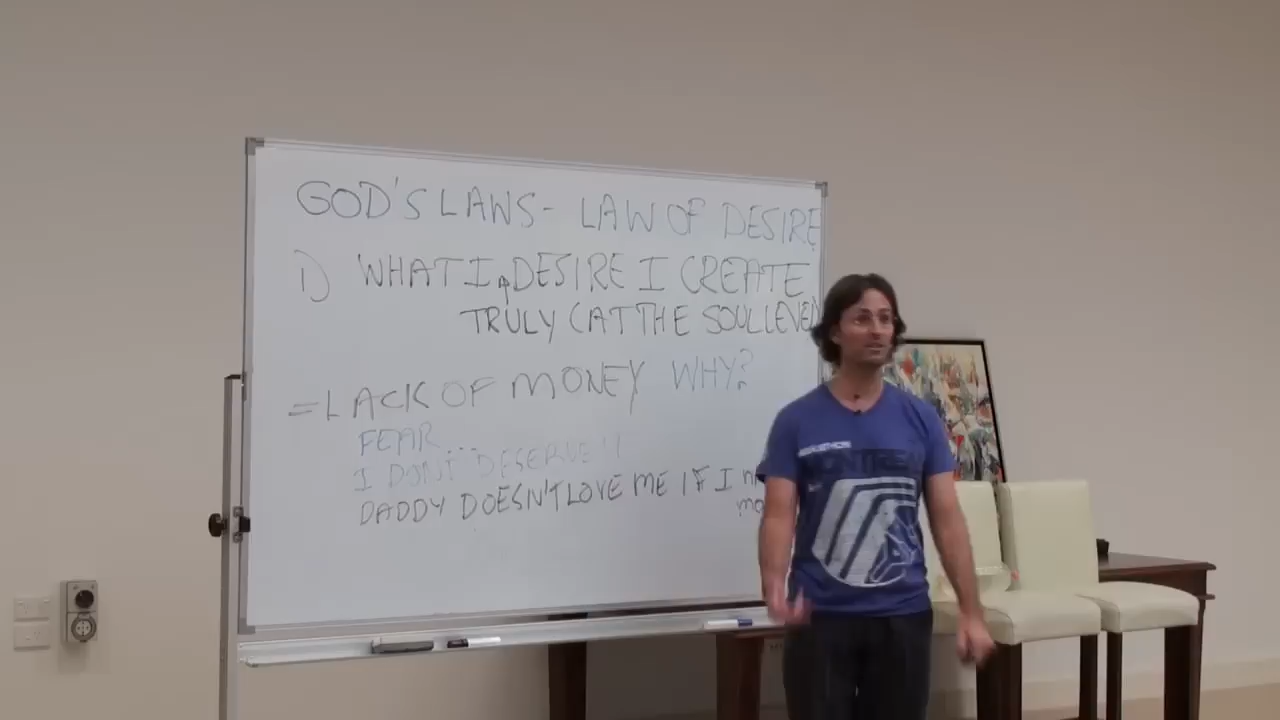 GOD'S LAWS - LAW OF DESIRE
1) WHAT I DESIRE I CREATE
TRULY (AT THE SOUL LEVEL)
= LACK OF MONEY WHY?
FEAR...
I DON'T DESERVE IT
DADDY DOESN'T LOVE ME IF I